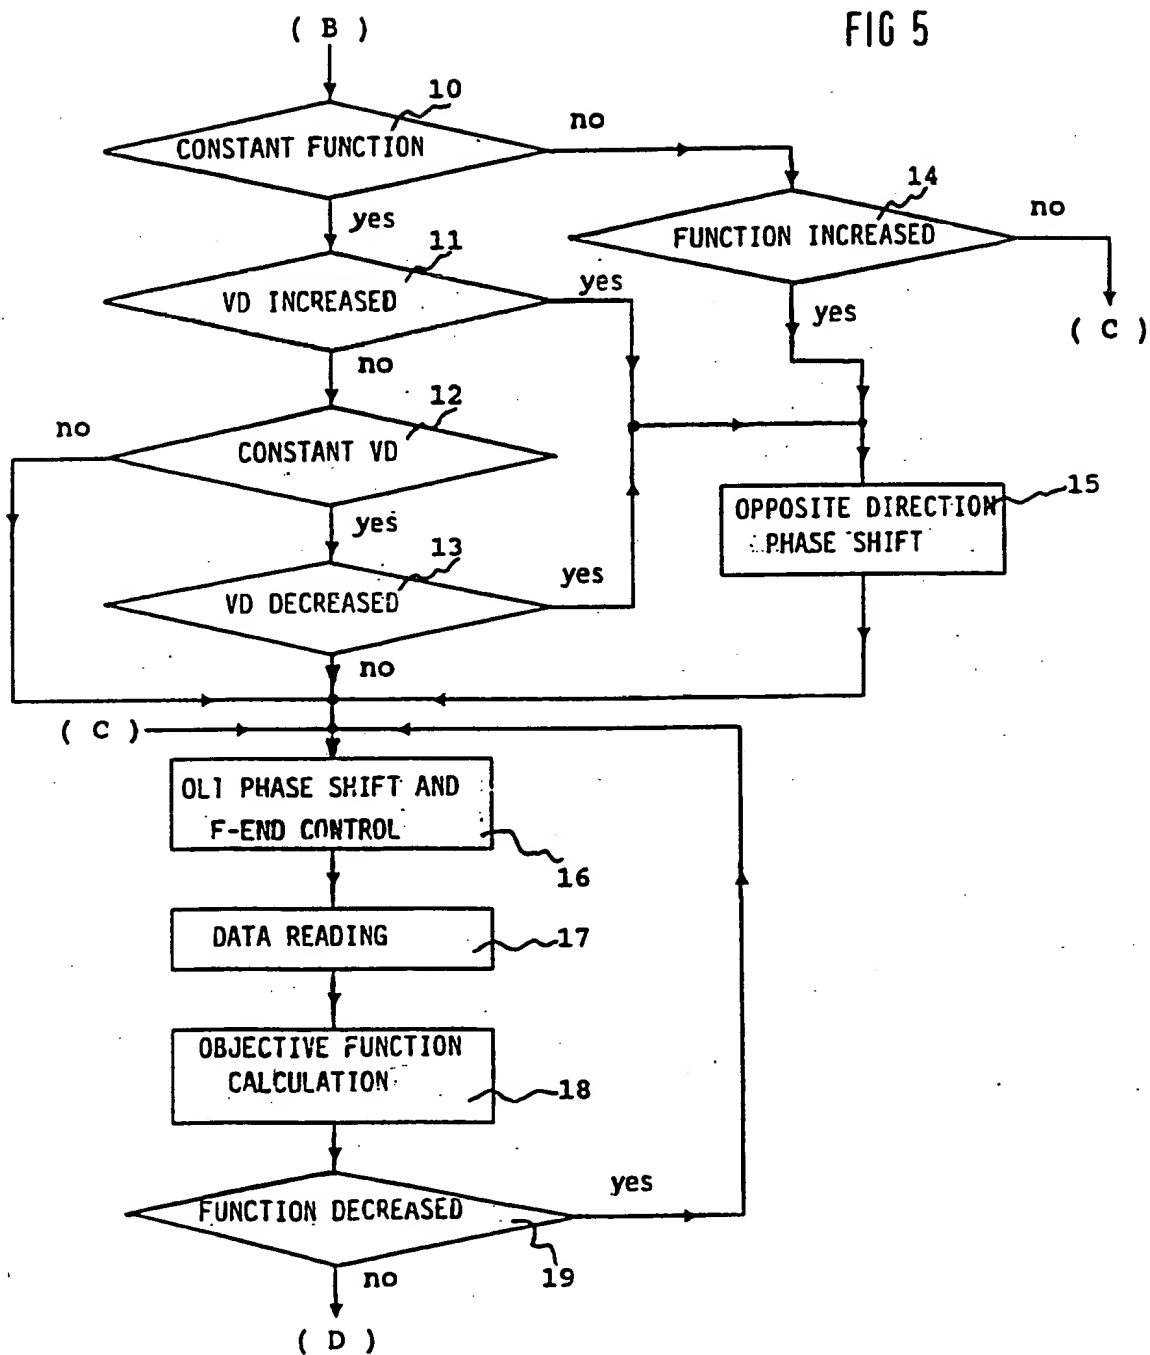 ( B )
FIG 5
10
CONSTANT FUNCTION
no
yes
14
FUNCTION INCREASED
no
11
VD INCREASED
yes
yes
( C )
no
12
no
CONSTANT VD
yes
15
OPPOSITE DIRECTION
PHASE SHIFT
13
VD DECREASED
yes
no
( C )
OL1 PHASE SHIFT AND
F-END CONTROL
16
DATA READING
17
OBJECTIVE FUNCTION
CALCULATION
18
FUNCTION DECREASED
yes
19
no
( D )